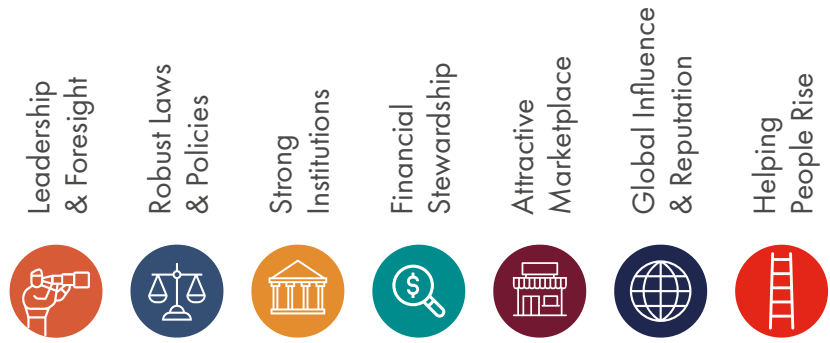 Leadership
& Foresight
Robust Laws
& Policies
Strong
Institutions
Financial
Stewardship
Attractive
Marketplace
Global Influence
& Reputation
Helping
People Rise
$